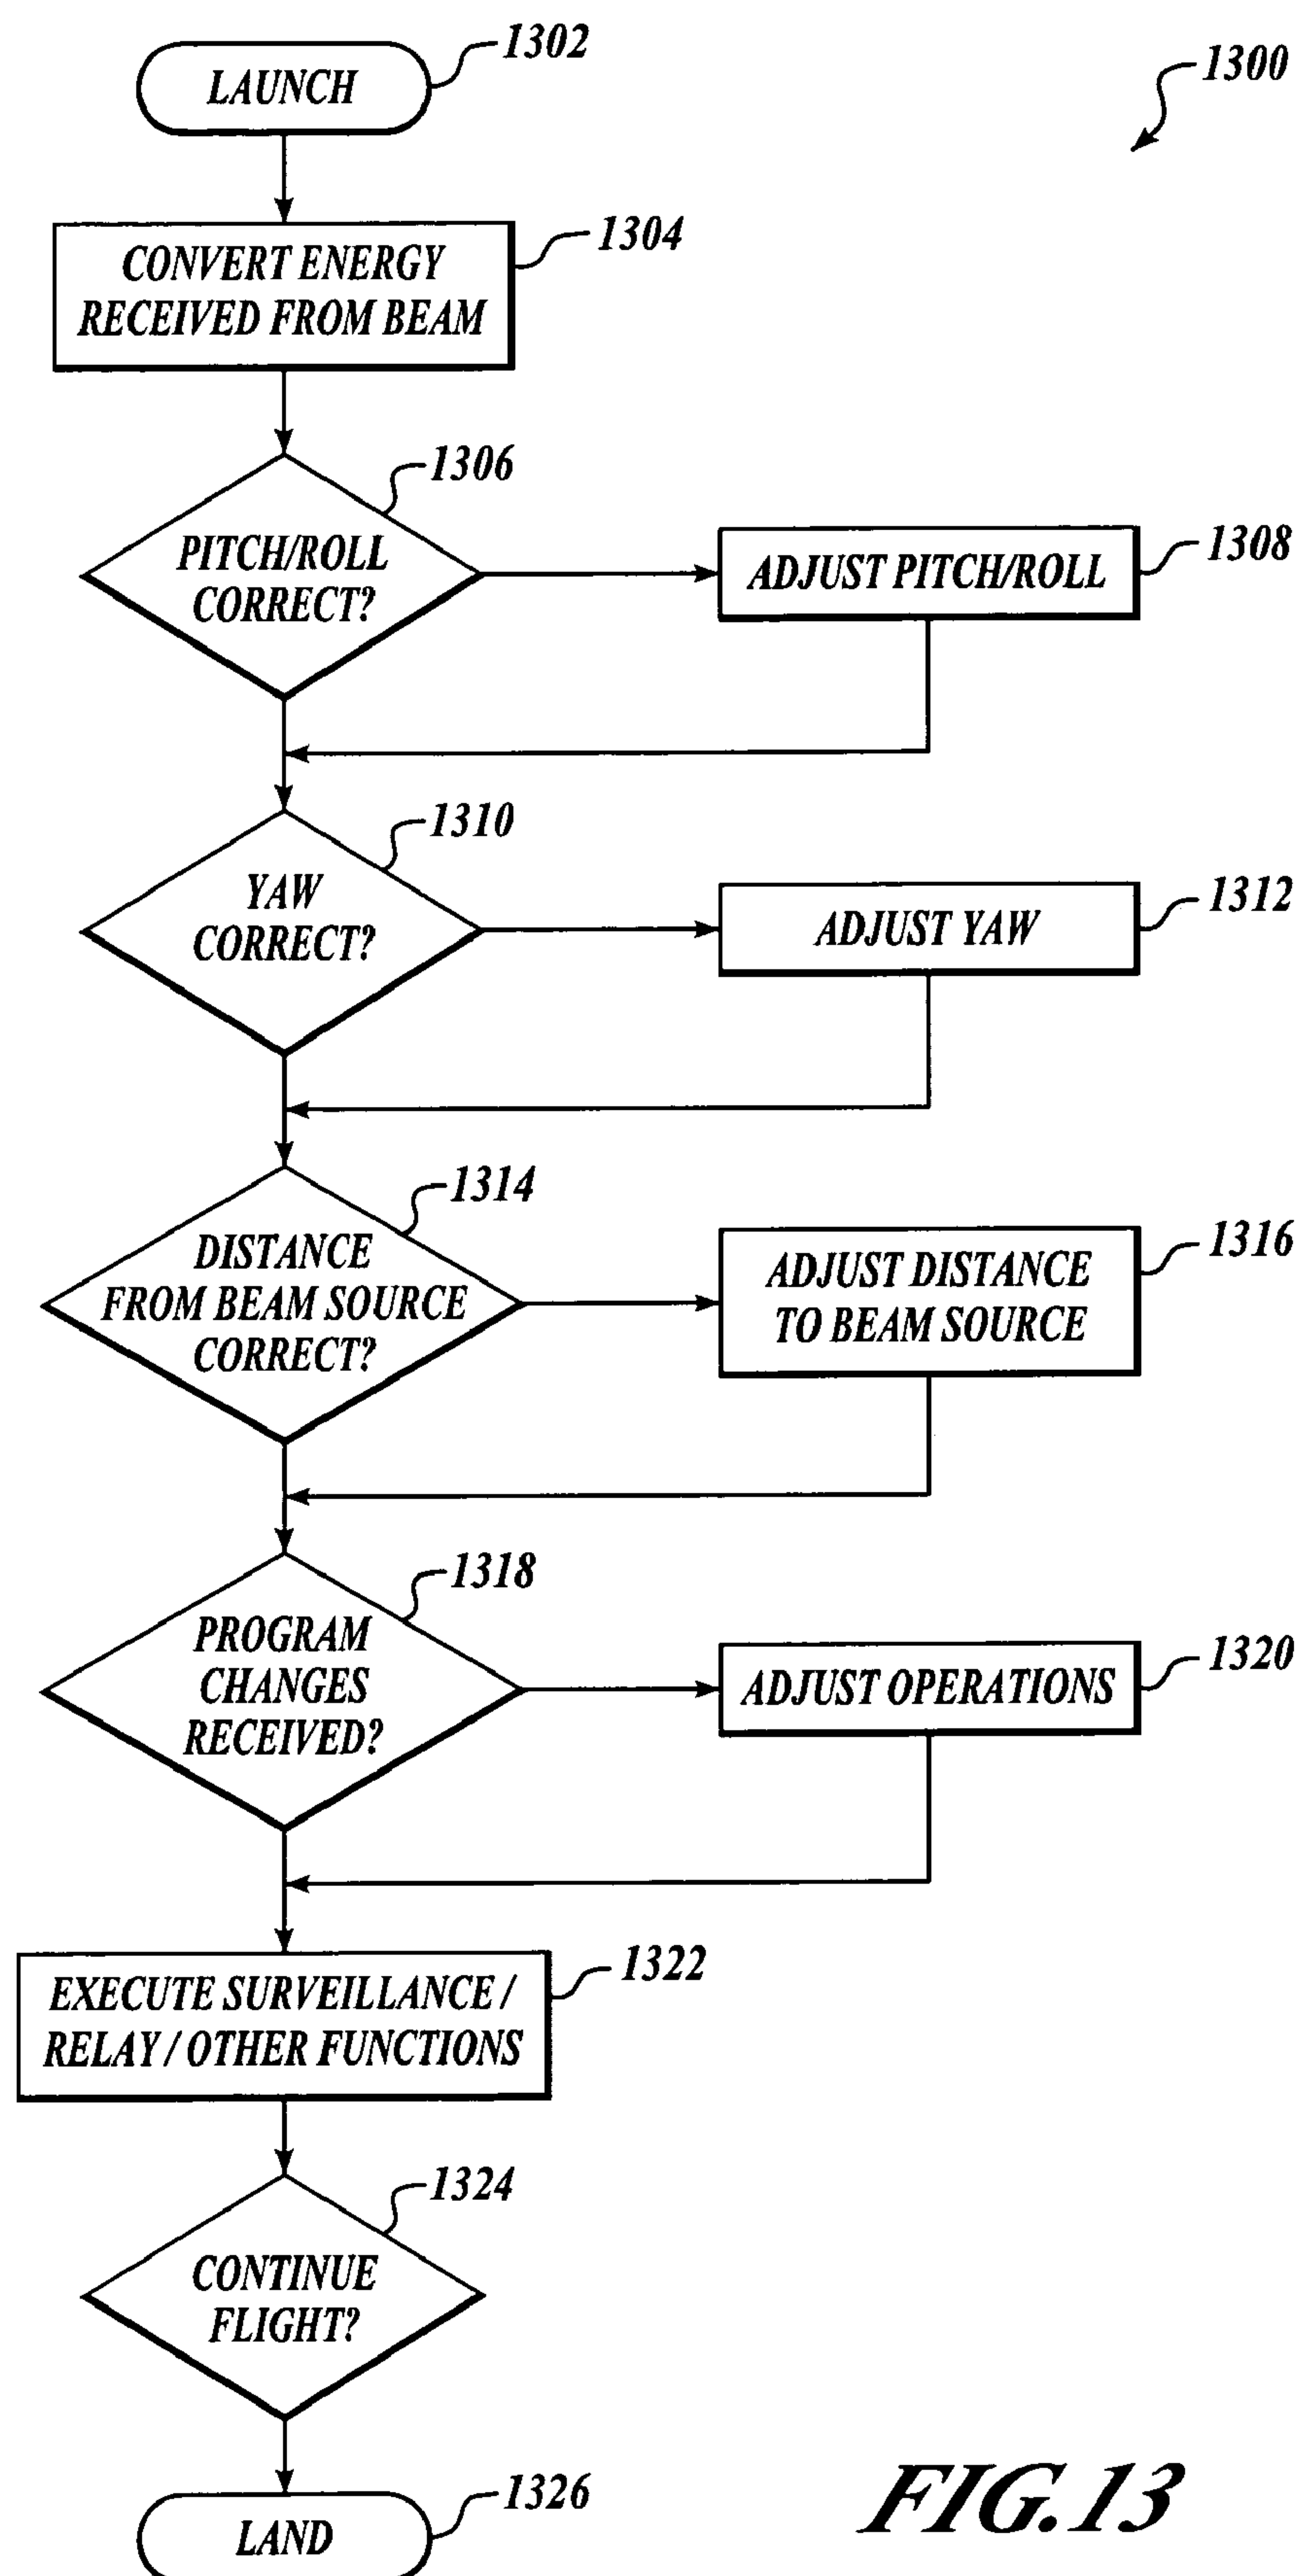 LAUNCH
1302
1300
CONVERT ENERGY
RECEIVED FROM BEAM
1304
PITCH/ROLL
CORRECT?
1306
ADJUST PITCH/ROLL
1308
YAW
CORRECT?
1310
ADJUST YAW
1312
DISTANCE
FROM BEAM SOURCE
CORRECT?
1314
ADJUST DISTANCE
TO BEAM SOURCE
1316
PROGRAM
CHANGES
RECEIVED?
1318
ADJUST OPERATIONS
1320
EXECUTE SURVEILLANCE /
RELAY / OTHER FUNCTIONS
1322
CONTINUE
FLIGHT?
1324
LAND
1326
FIG.13